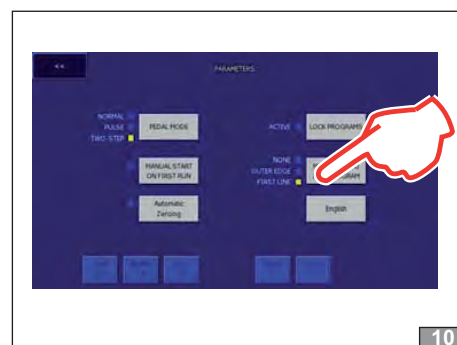 <<
PARAMETERS
NORMAL
PULSE
TWO-STEP
PEDAL MODE
ACTIVE
LOCK PROGRAMS
MANUAL START
ON FIRST RUN
NONE
OUTER EDGE
FIRST LINE
Automatic
Zeroing
English
10